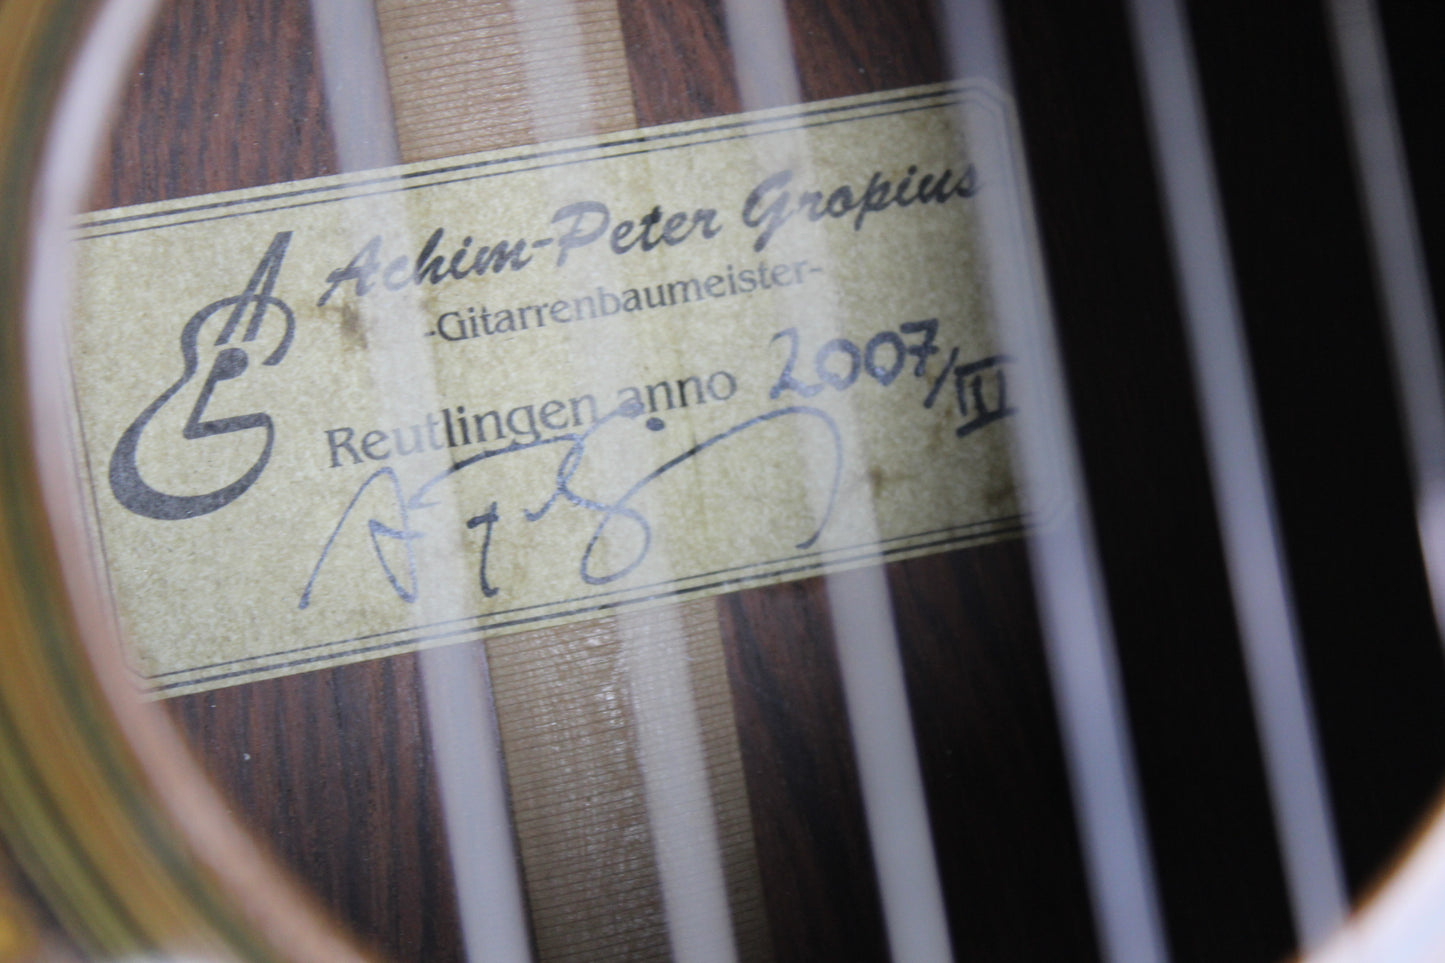 Achim-Peter Gropius
-Gitarrenbaumeister-
Reutlingen anno 2007/IV